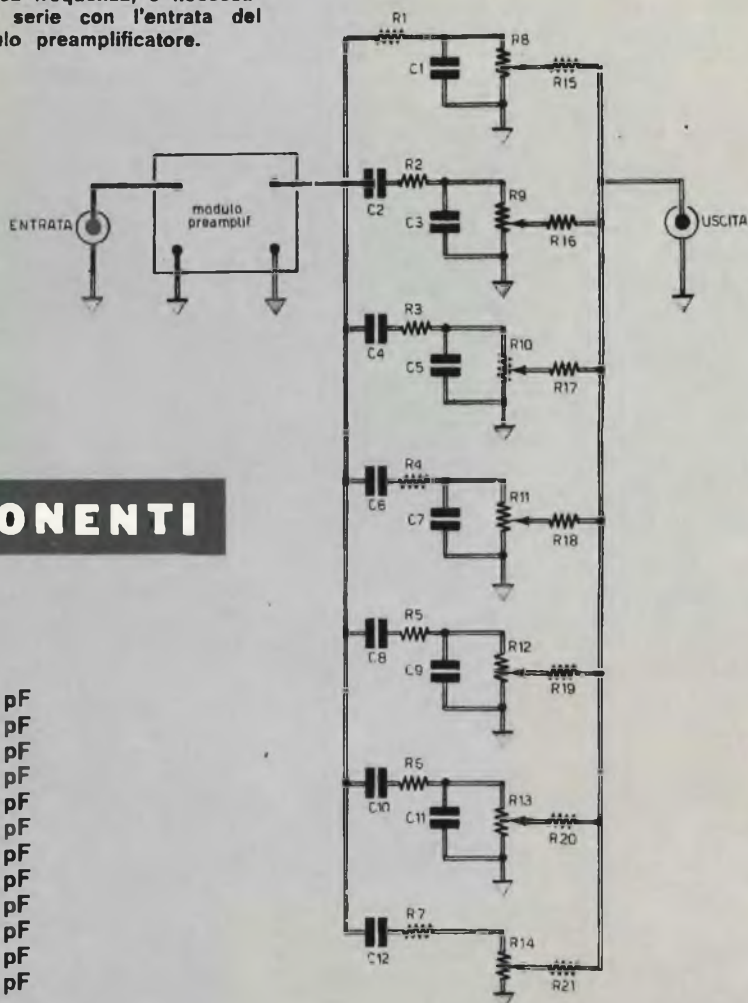 serie con l'entrata del
preamplificatore.
R1
R8
C1
R15
R2
R9
C2
C3
R16
ENTRATA
modulo
preamplif
USCITA
R3
R10
C4
C5
R17
R4
R11
C6
C7
R18
ONENTI
R5
R12
C8
C9
R19
pF
pF
pF
pF
pF
pF
pF
pF
pF
pF
pF
pF
R6
R13
C10
C11
R20
R7
R14
C12
R21